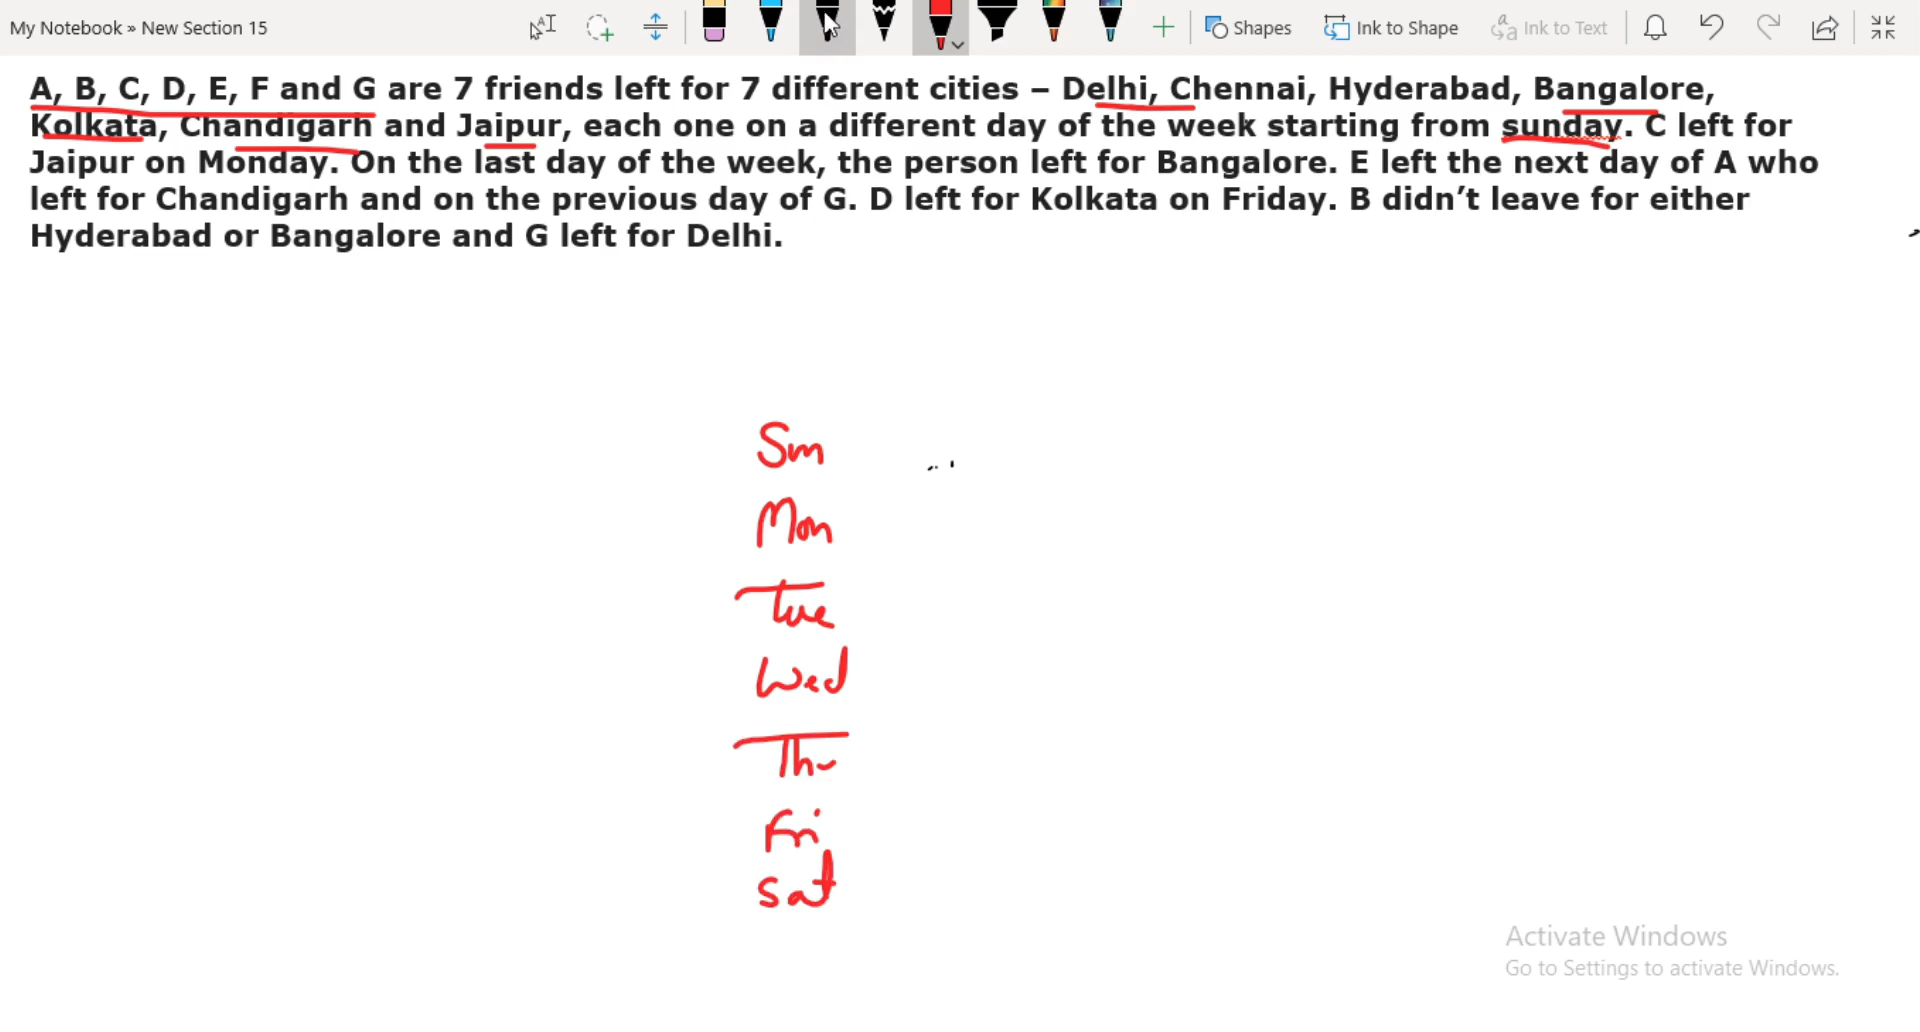 My Notebook » New Section 15
Shapes
Ink to Shape
Ink to Text
A, B, C, D, E, F and G are 7 friends left for 7 different cities – Delhi, Chennai, Hyderabad, Bangalore,
Kolkata, Chandigarh and Jaipur, each one on a different day of the week starting from sunday. C left for
Jaipur on Monday. On the last day of the week, the person left for Bangalore. E left the next day of A who
left for Chandigarh and on the previous day of G. D left for Kolkata on Friday. B didn’t leave for either
Hyderabad or Bangalore and G left for Delhi.
Sun
Mon
Tue
Wed
Thu
Fri
Sat
Activate Windows
Go to Settings to activate Windows.